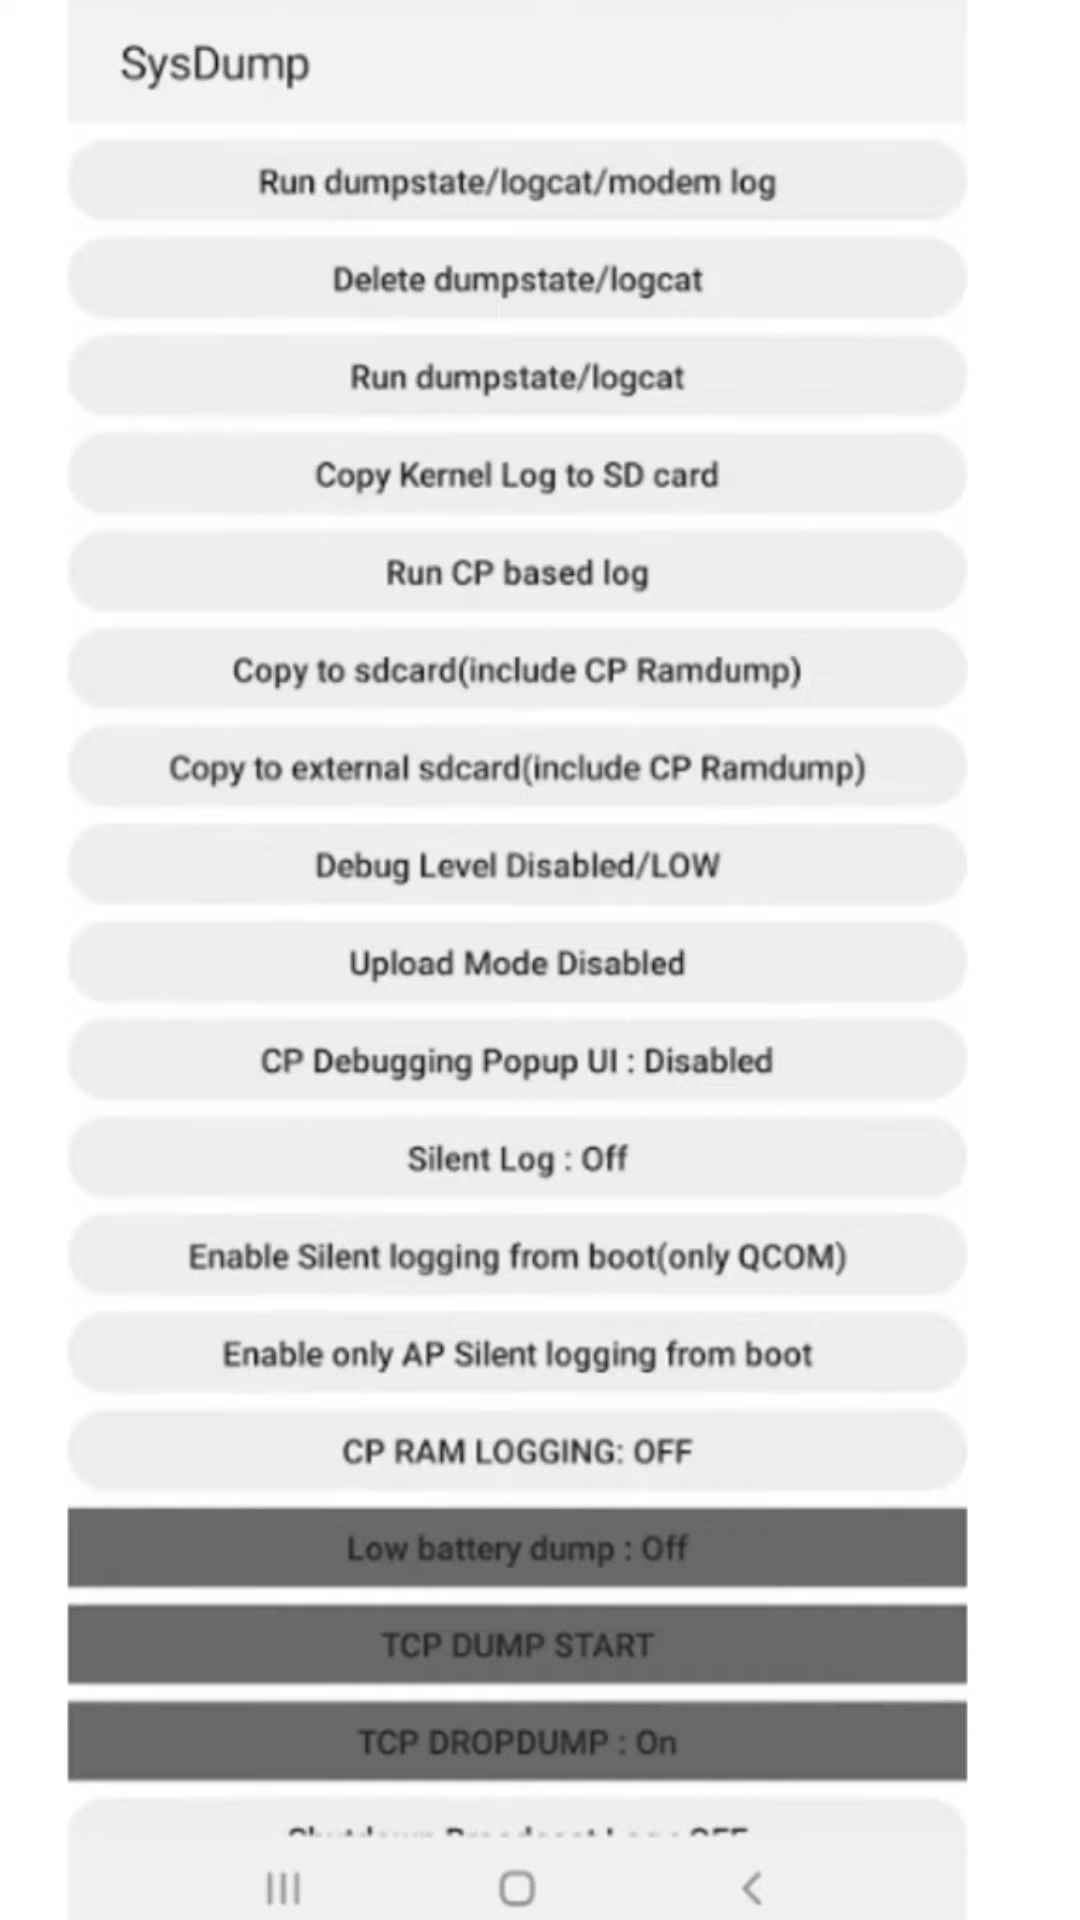 SysDump
Run dumpstate/logcat/modem log
Delete dumpstate/logcat
Run dumpstate/logcat
Copy Kernel Log to SD card
Run CP based log
Copy to sdcard(include CP Ramdump)
Copy to external sdcard(include CP Ramdump)
Debug Level Disabled/LOW
Upload Mode Disabled
CP Debugging Popup UI : Disabled
Silent Log : Off
Enable Silent logging from boot(only QCOM)
Enable only AP Silent logging from boot
CP RAM LOGGING: OFF
Low battery dump : Off
TCP DUMP START
TCP DROPDUMP : On